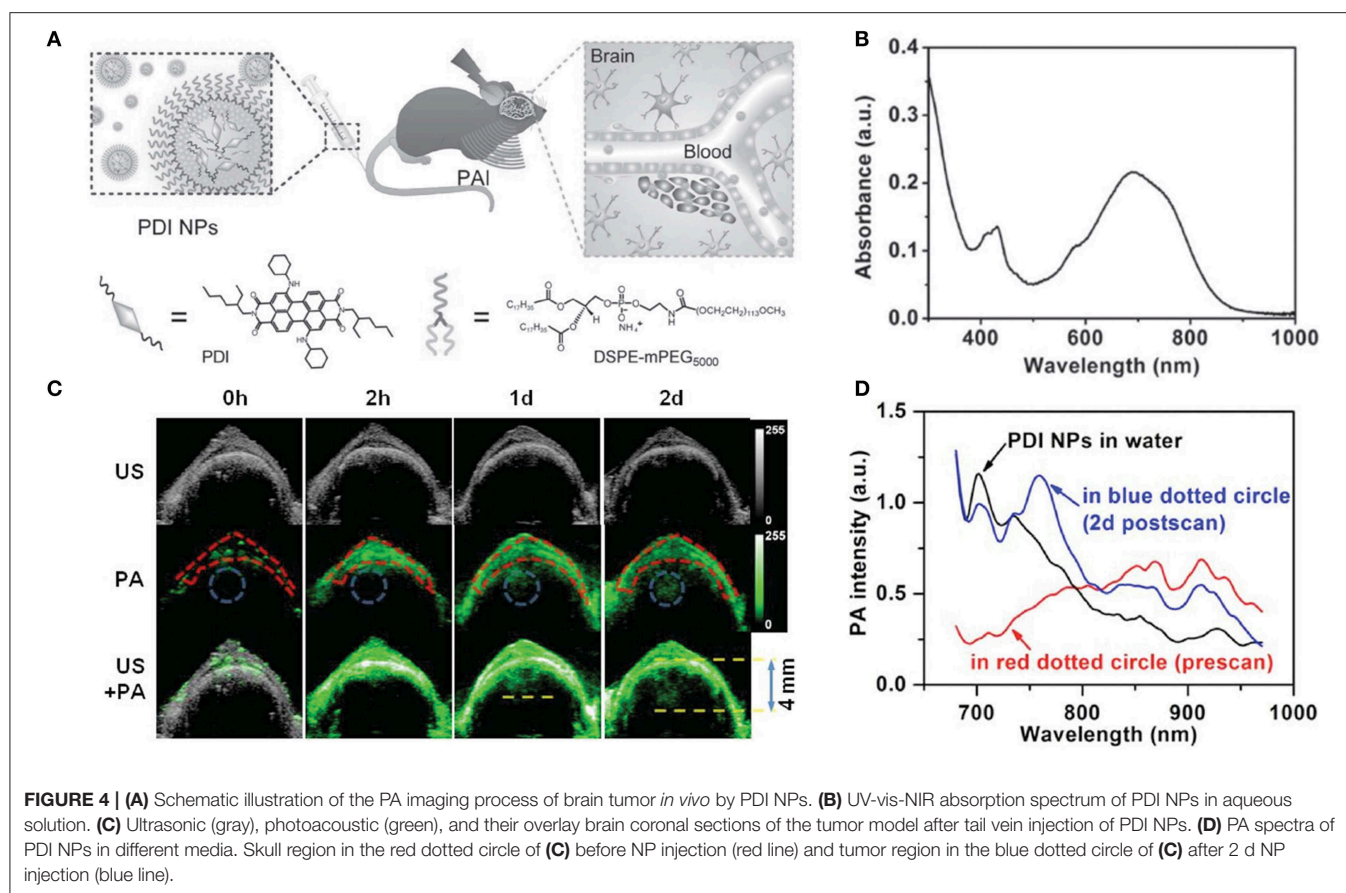 (A)
Brain
Blood
PAI
PDI NPs
=
NH
O
O
N
N
O
O
HN
PDI
=
C₁₇H₃₅
O
O
O
P
O
O⁻
NH₄⁺
O
N
H
O
(OCH₂CH₂)₁₁₃OCH₃
C₁₇H₃₅
O
O
H
DSPE-mPEG₅₀₀₀
(B)
0.4
0.3
0.2
0.1
0.0
Absorbance (a.u.)
400 600 800 1000
Wavelength (nm)
(C)
0h 2h 1d 2d
US
PA
US
+PA
255
0
255
0
4 mm
(D)
1.5
1.0
0.5
0.0
PA intensity (a.u.)
PDI NPs in water
in blue dotted circle
(2d postscan)
in red dotted circle (prescan)
700 800 900 1000
Wavelength (nm)
FIGURE 4 | (A) Schematic illustration of the PA imaging process of brain tumor in vivo by PDI NPs. (B) UV-vis-NIR absorption spectrum of PDI NPs in aqueous
solution. (C) Ultrasonic (gray), photoacoustic (green), and their overlay brain coronal sections of the tumor model after tail vein injection of PDI NPs. (D) PA spectra of
PDI NPs in different media. Skull region in the red dotted circle of (C) before NP injection (red line) and tumor region in the blue dotted circle of (C) after 2 d NP
injection (blue line).